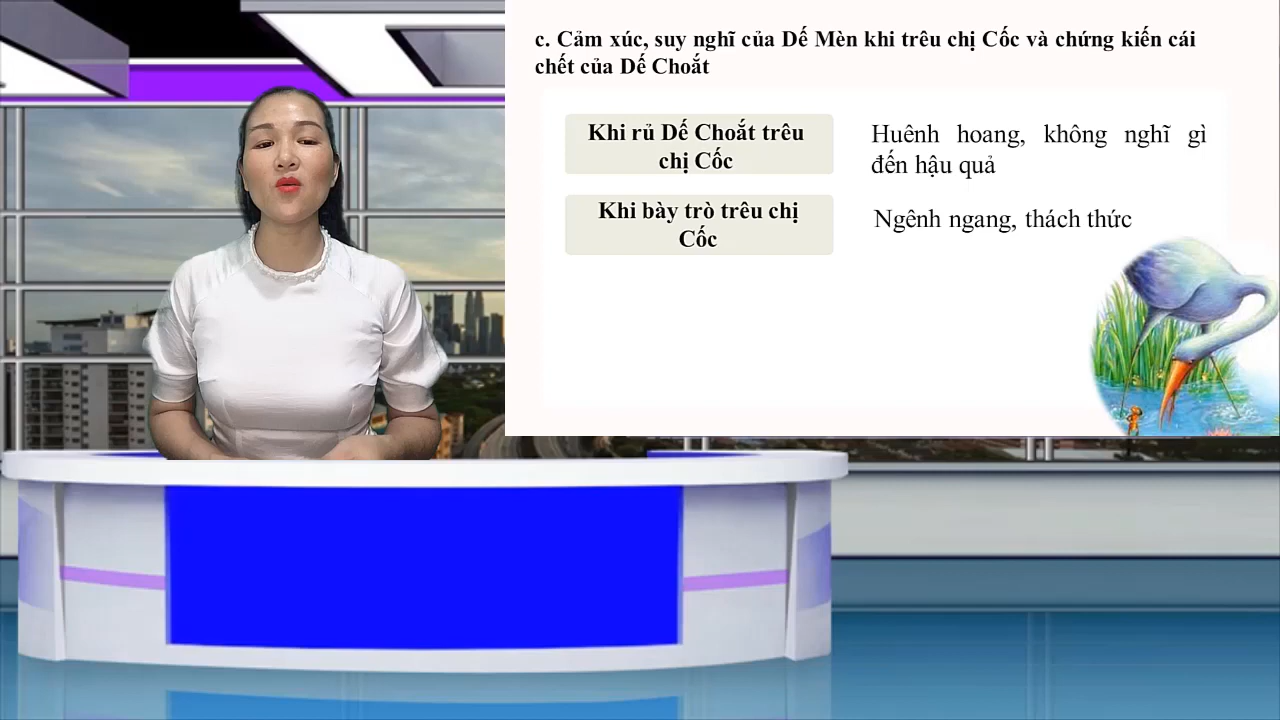 c. Cảm xúc, suy nghĩ của Dế Mèn khi trêu chị Cốc và chứng kiến cái
chết của Dế Choắt
Khi rủ Dế Choắt trêu
chị Cốc
Huênh hoang, không nghĩ gì
đến hậu quả
Khi bày trò trêu chị
Cốc
Ngênh ngang, thách thức